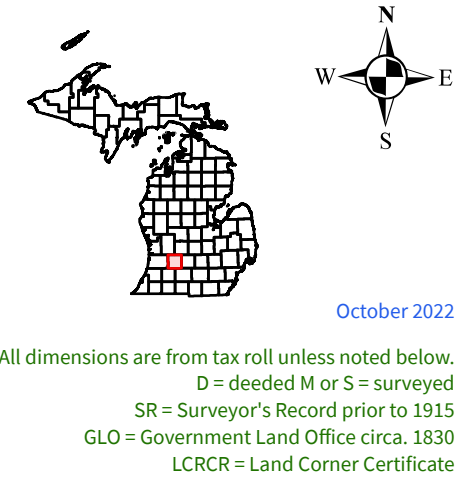 N
W E
S
October 2022
All dimensions are from tax roll unless noted below.
D = deeded M or S = surveyed
SR = Surveyor's Record prior to 1915
GLO = Government Land Office circa. 1830
LCRCR = Land Corner Certificate